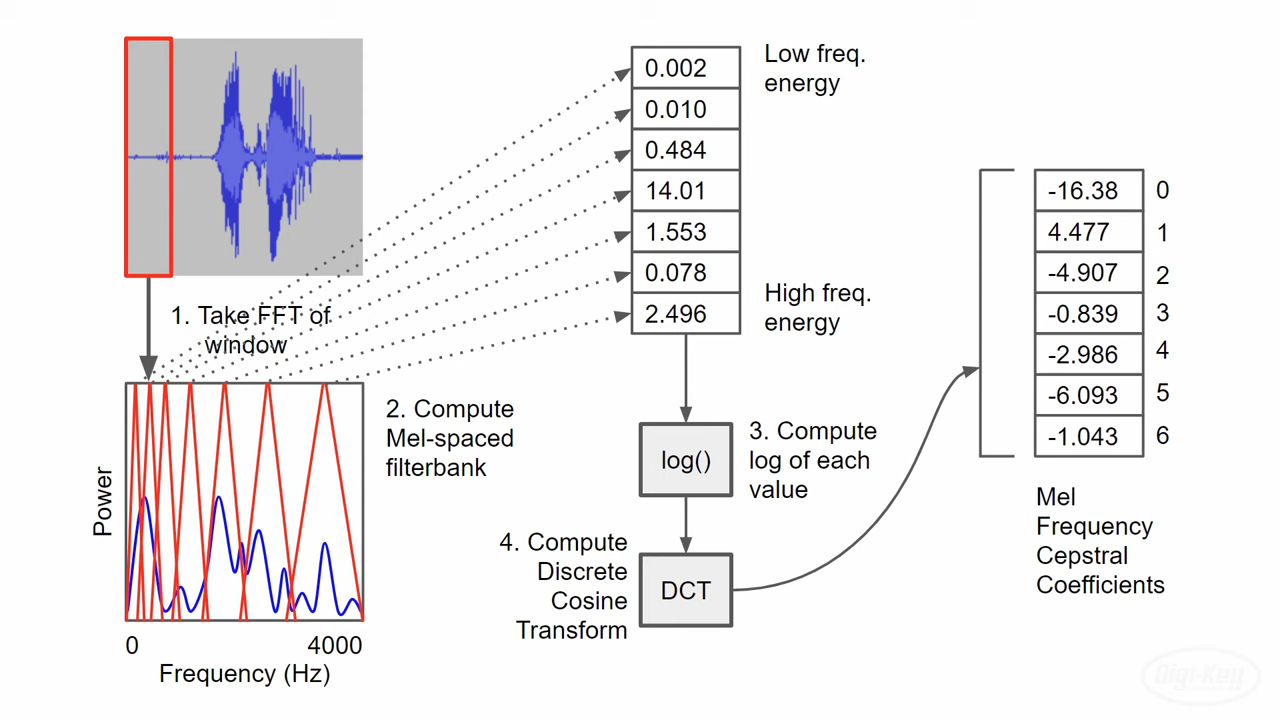 1. Take FFT of
window
Power
0
4000
Frequency (Hz)
2. Compute
Mel-spaced
filterbank
0.002
0.010
0.484
14.01
1.553
0.078
2.496
Low freq.
energy
High freq.
energy
log()
3. Compute
log of each
value
4. Compute
Discrete
Cosine
Transform
DCT
-16.38 0
4.477 1
-4.907 2
-0.839 3
-2.986 4
-6.093 5
-1.043 6
Mel
Frequency
Cepstral
Coefficients
Digi-Key